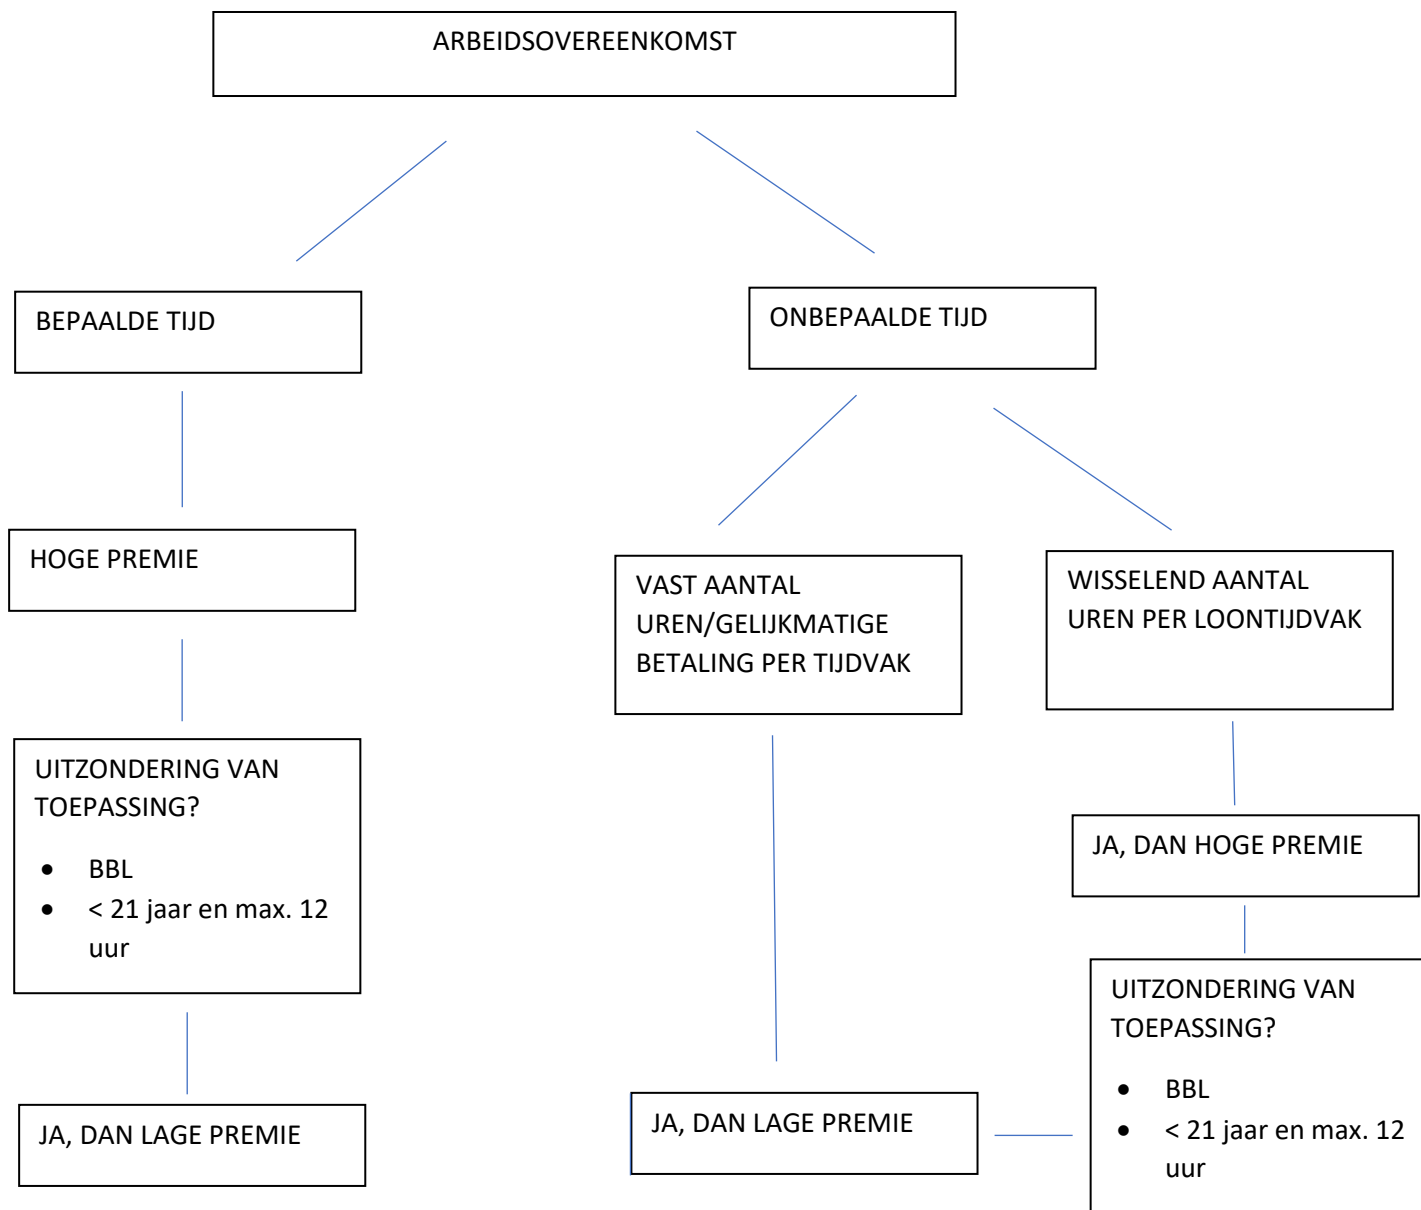 ARBEIDSOVEREENKOMST
BEPAALDE TIJD
ONBEPAALDE TIJD
HOGE PREMIE
VAST AANTAL
UREN/GELIJKMATIGE
BETALING PER TIJDVAK
WISSELEND AANTAL
UREN PER LOONTIJDVAK
UITZONDERING VAN
TOEPASSING?
• BBL
• < 21 jaar en max. 12
uur
JA, DAN HOGE PREMIE
UITZONDERING VAN
TOEPASSING?
• BBL
• < 21 jaar en max. 12
uur
JA, DAN LAGE PREMIE
JA, DAN LAGE PREMIE